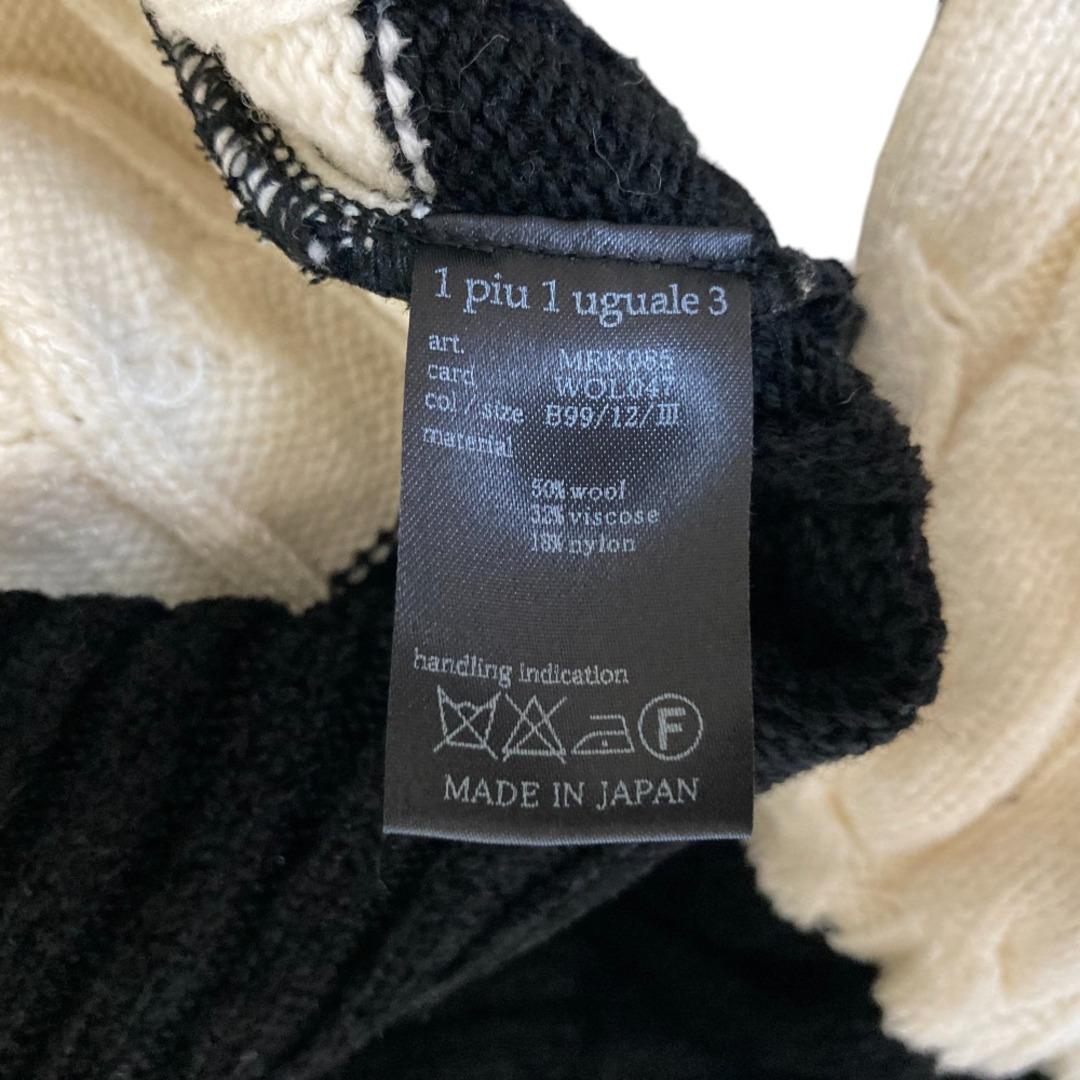 1 piu 1 uguale 3
art. MRK085
card WOL047
col / size B99/12/III
material
50% wool
32% viscose
18% nylon
handling indication
F
MADE IN JAPAN